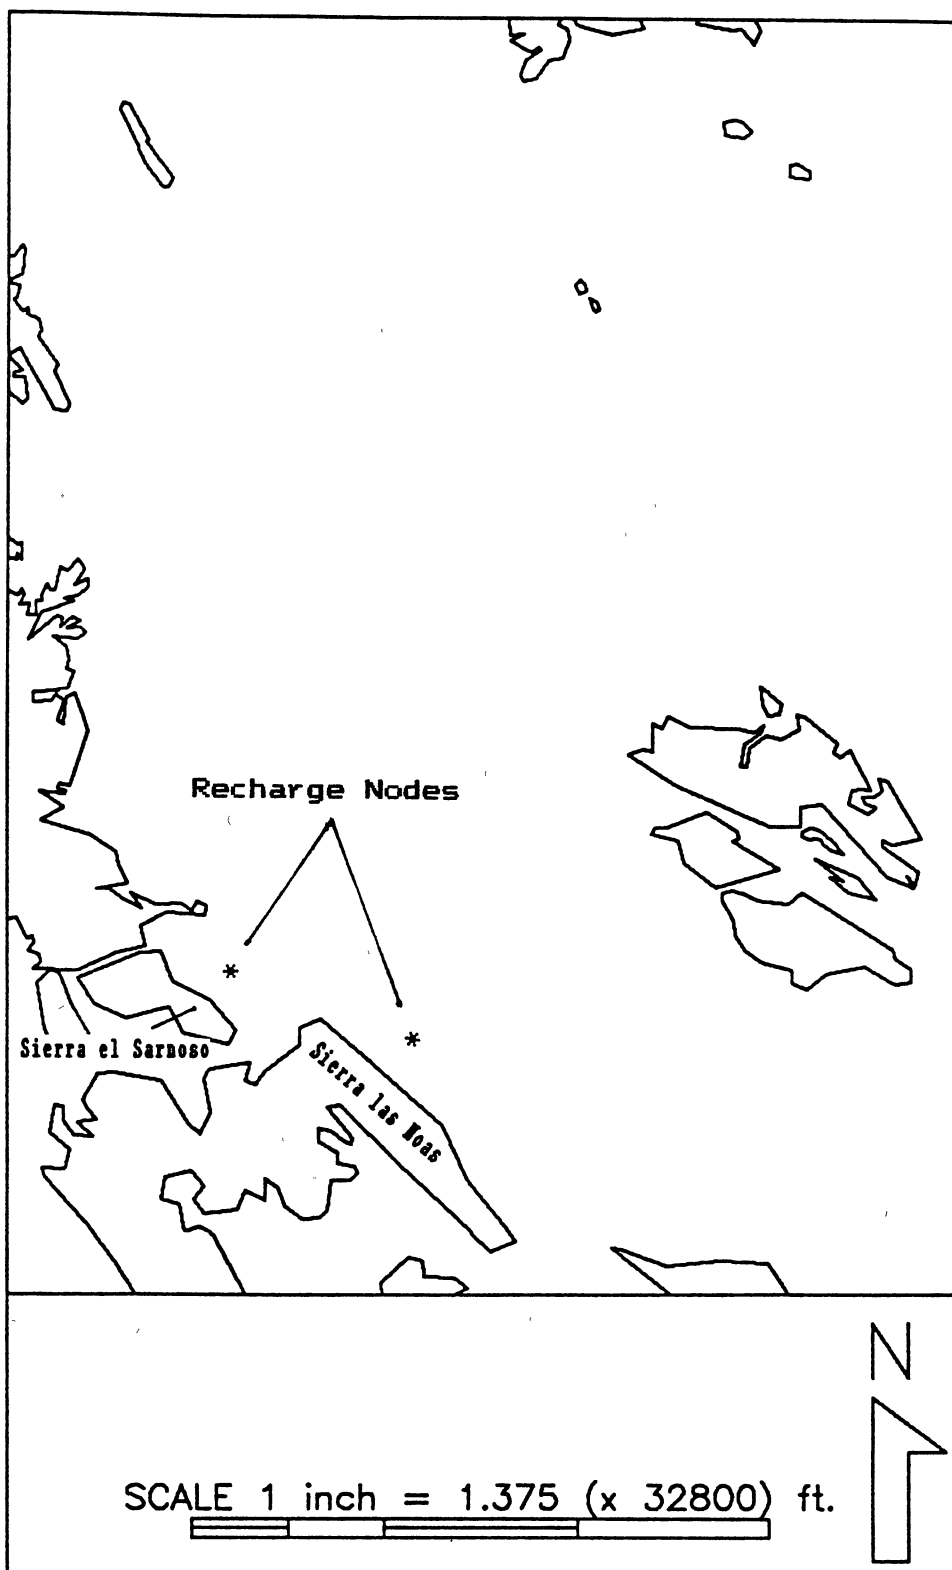 Recharge Nodes
*
*
Sierra el Sarnoso
Sierra las Noas
N
SCALE 1 inch = 1.375 (x 32800) ft.